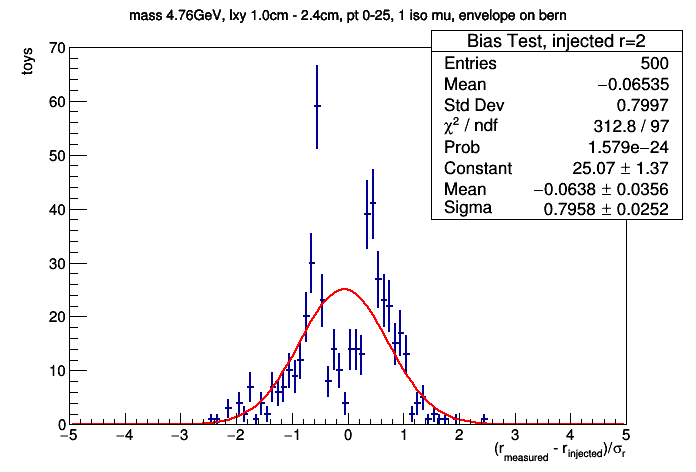 mass 4.76GeV, lxy 1.0cm - 2.4cm, pt 0-25, 1 iso mu, envelope on bern
Bias Test, injected r=2
Entries 500
Mean −0.06535
Std Dev 0.7997
χ² / ndf 312.8 / 97
Prob 1.579e−24
Constant 25.07 ± 1.37
Mean −0.0638 ± 0.0356
Sigma 0.7958 ± 0.0252
toys
70
60
50
40
30
20
10
0
−5 −4 −3 −2 −1 0 1 2 3 4 5
(r_measured - r_injected)/σ_r